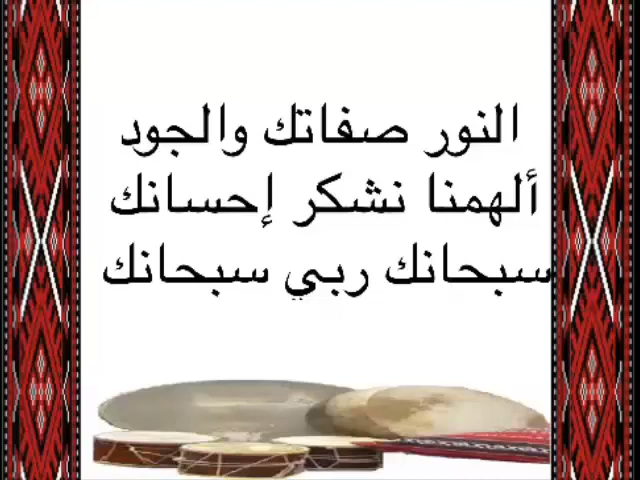 النور صفاتك والجود
ألهمنا نشكر إحسانك
سبحانك ربي سبحانك